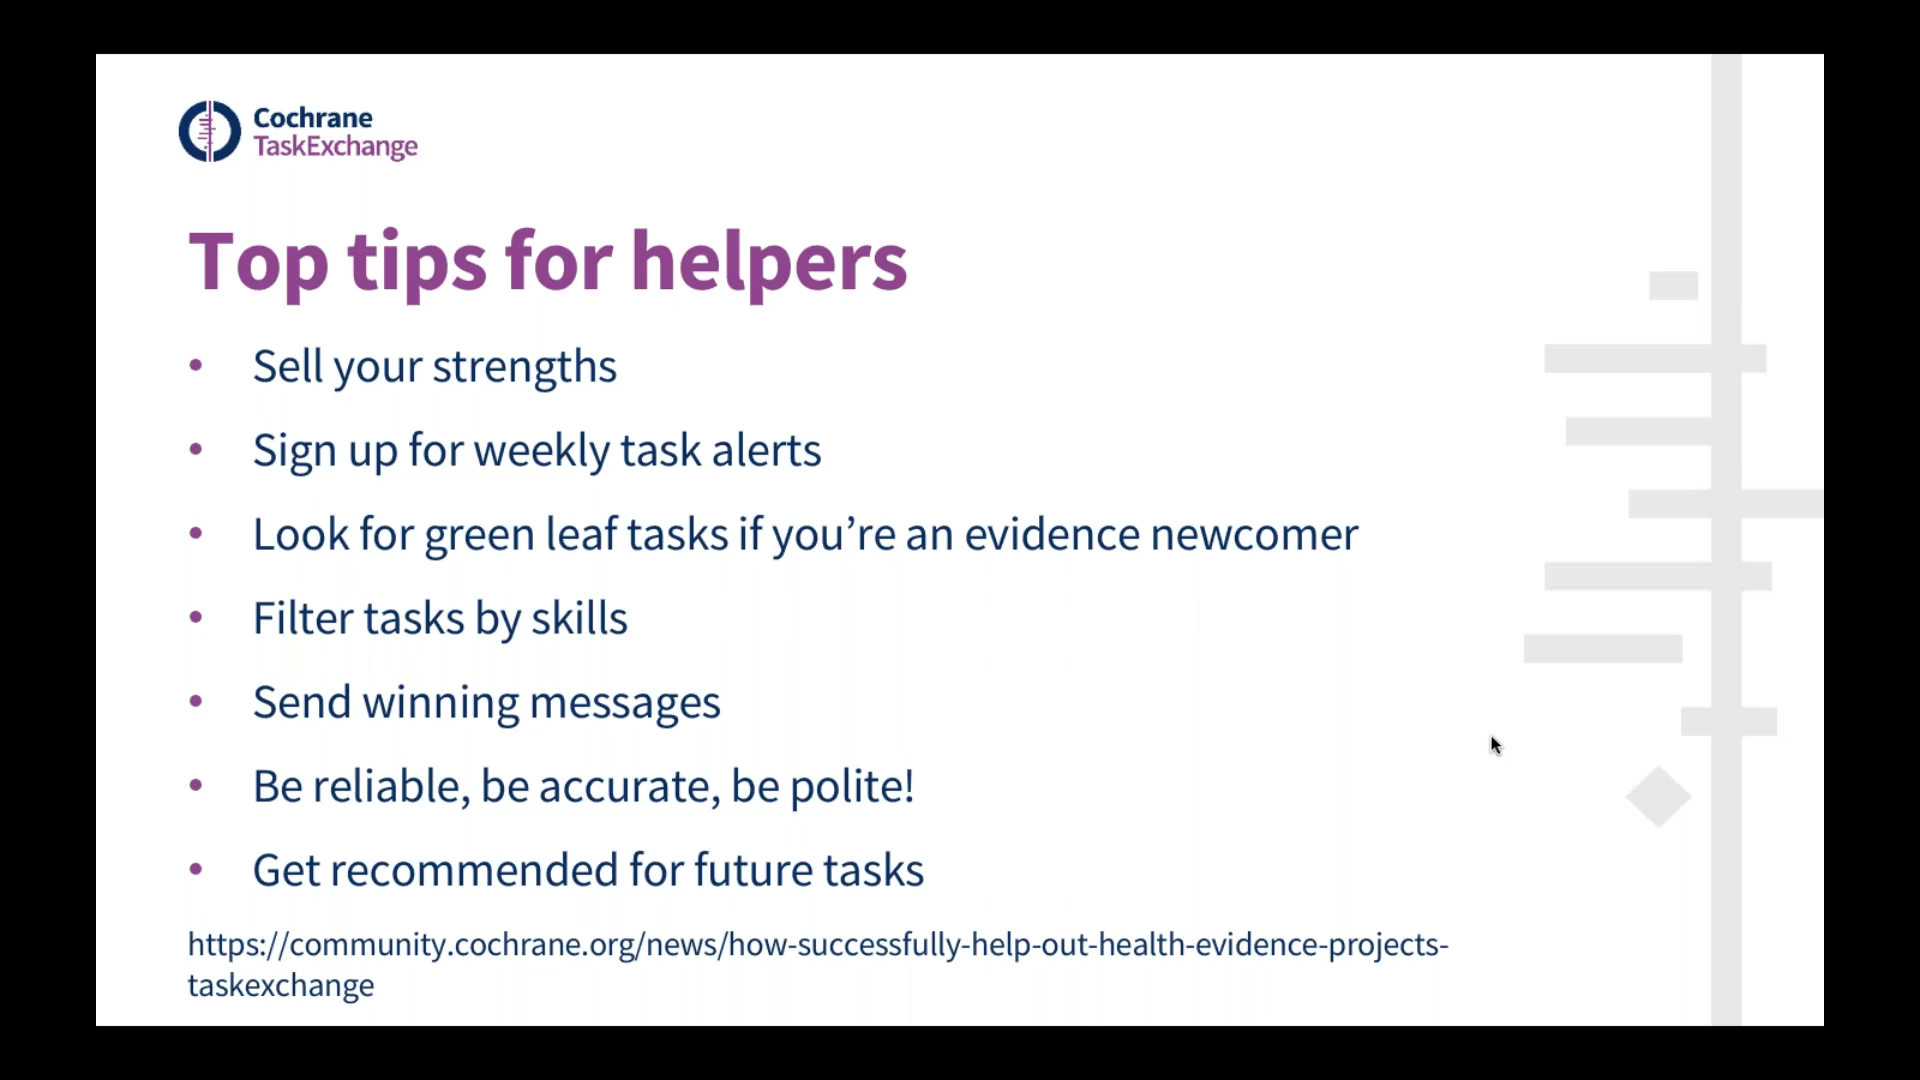 Cochrane
TaskExchange
Top tips for helpers
• Sell your strengths
• Sign up for weekly task alerts
• Look for green leaf tasks if you’re an evidence newcomer
• Filter tasks by skills
• Send winning messages
• Be reliable, be accurate, be polite!
• Get recommended for future tasks
https://community.cochrane.org/news/how-successfully-help-out-health-evidence-projects-
taskexchange